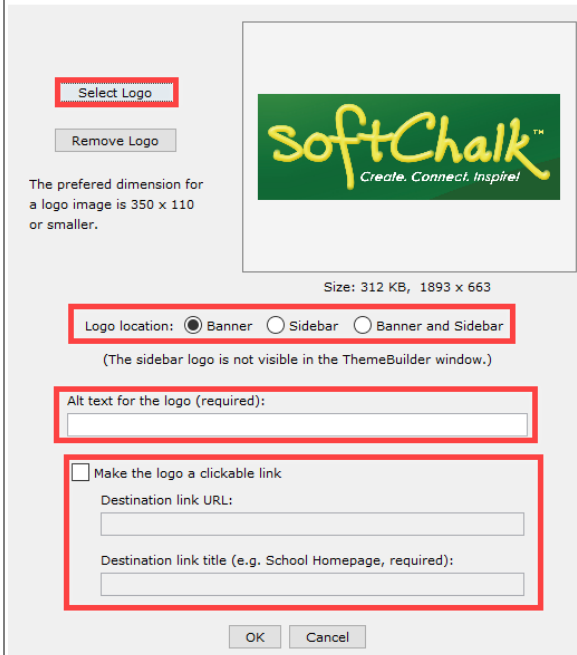 Select Logo
Remove Logo
The prefered dimension for
a logo image is 350 x 110
or smaller.
SoftChalk™
Create. Connect. Inspire!
Size: 312 KB, 1893 x 663
Logo location: Banner Sidebar Banner and Sidebar
(The sidebar logo is not visible in the ThemeBuilder window.)
Alt text for the logo (required):
Make the logo a clickable link
Destination link URL:
Destination link title (e.g. School Homepage, required):
OK Cancel